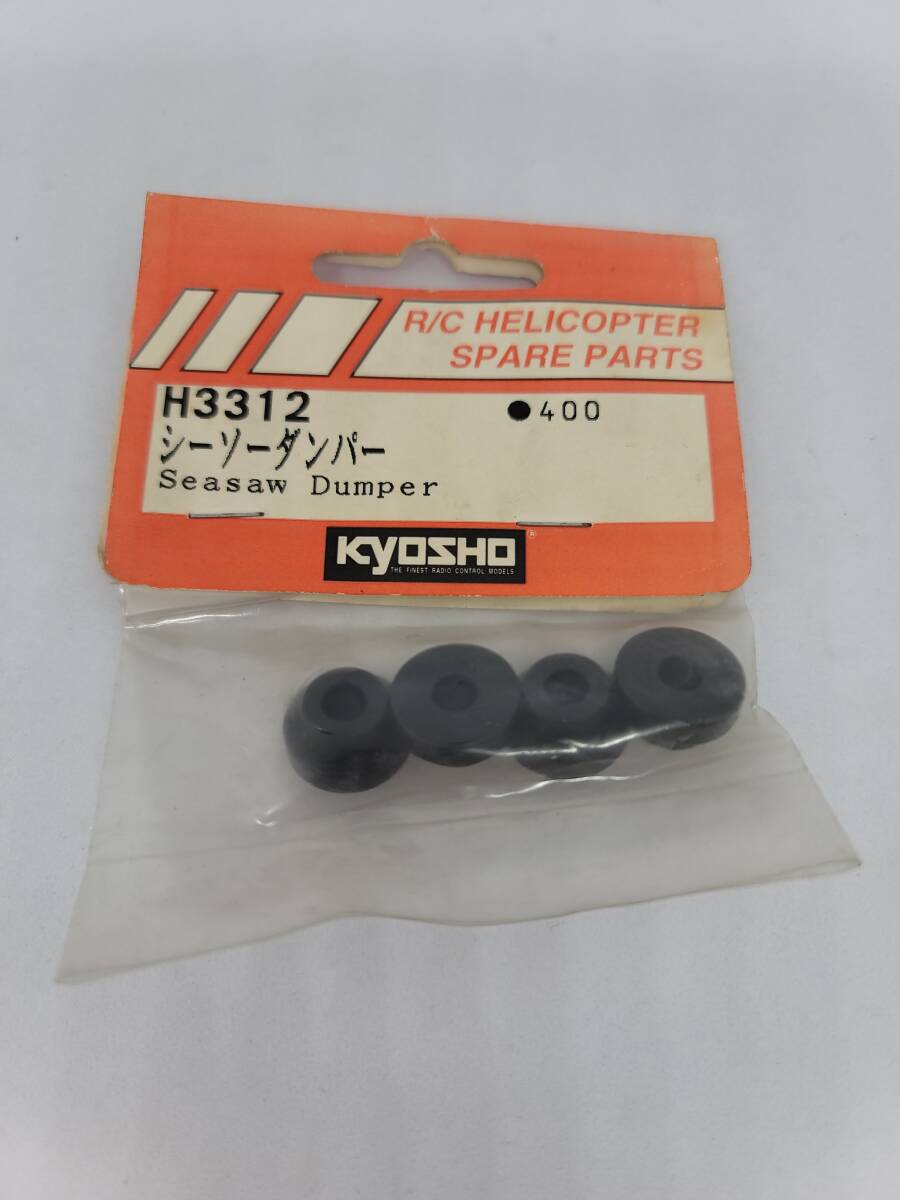 R/C HELICOPTER
SPARE PARTS
H3312 ●400
シーソーダンパー
Seasaw Dumper
KYOSHO®
THE FINEST RADIO CONTROL MODELS